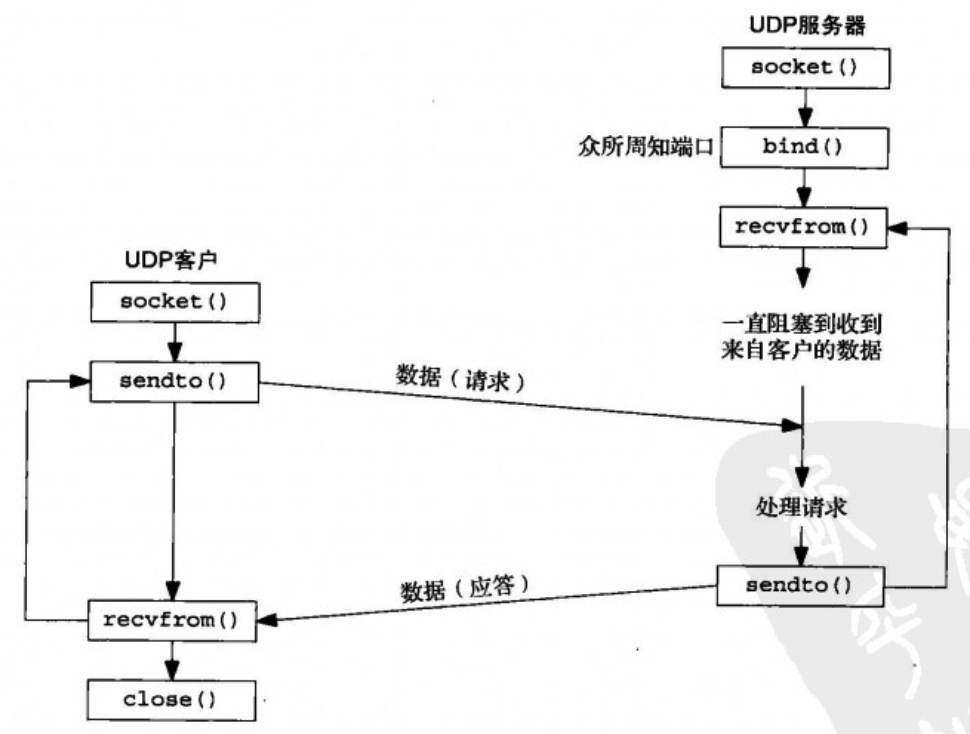 UDP服务器
socket()
众所周知端口
bind()
recvfrom()
一直阻塞到收到
来自客户的数据
UDP客户
socket()
sendto()
数据（请求）
处理请求
sendto()
数据（应答）
recvfrom()
close()